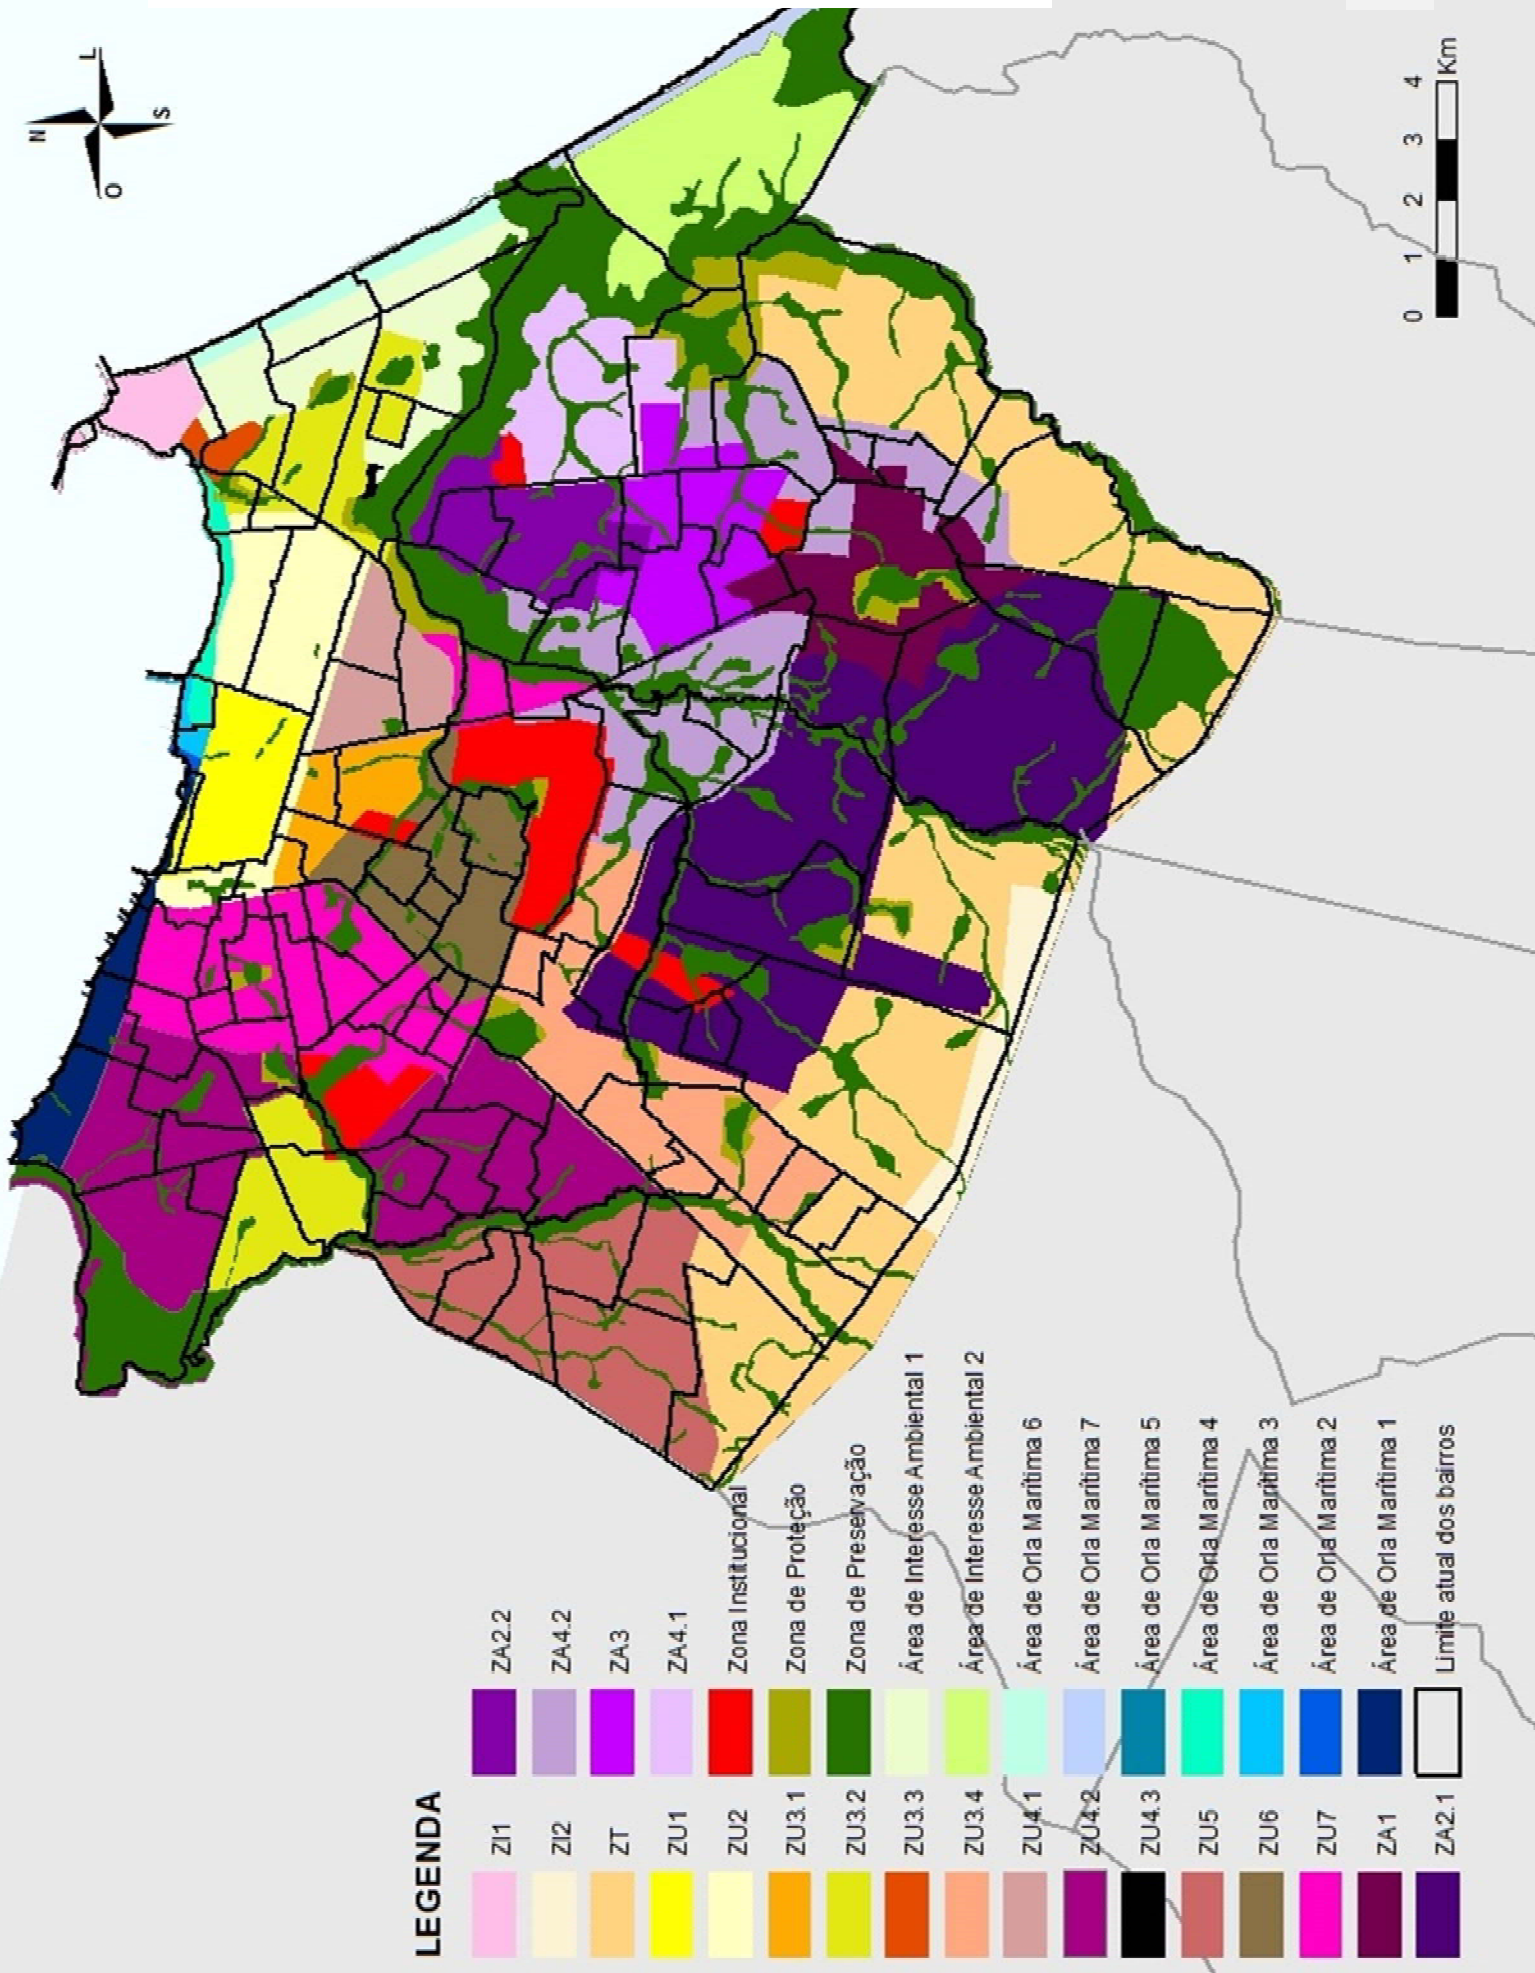 N
L
S
O
0 1 2 3 4
Km
LEGENDA
ZI1
ZI2
ZT
ZU1
ZU2
ZU3.1
ZU3.2
ZU3.3
ZU3.4
ZU4.1
ZU4.2
ZU4.3
ZU5
ZU6
ZU7
ZA1
ZA2.1
ZA2.2
ZA4.2
ZA3
ZA4.1
Zona Institucional
Zona de Proteção
Zona de Preservação
Área de Interesse Ambiental 1
Área de Interesse Ambiental 2
Área de Orla Marítima 6
Área de Orla Marítima 7
Área de Orla Marítima 5
Área de Orla Marítima 4
Área de Orla Marítima 3
Área de Orla Marítima 2
Área de Orla Marítima 1
Limite atual dos bairros